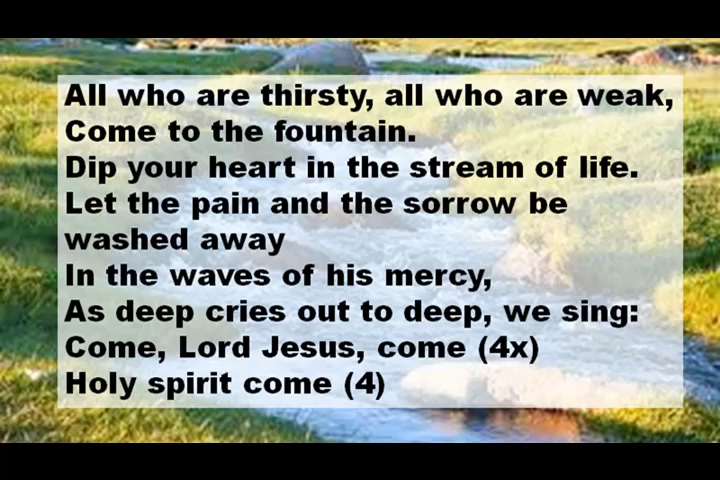 All who are thirsty, all who are weak,
Come to the fountain.
Dip your heart in the stream of life.
Let the pain and the sorrow be
washed away
In the waves of his mercy,
As deep cries out to deep, we sing:
Come, Lord Jesus, come (4x)
Holy spirit come (4)